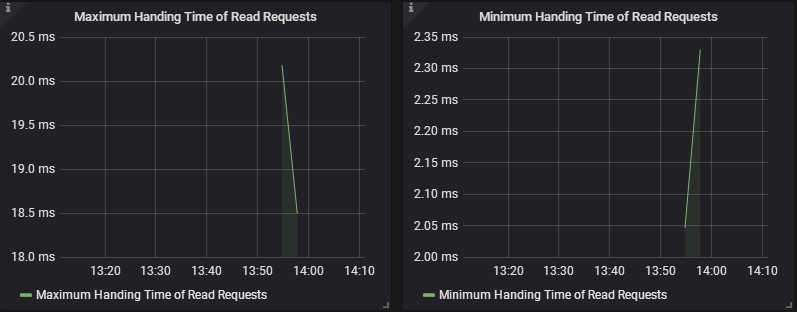 Maximum Handing Time of Read Requests
20.5 ms
20.0 ms
19.5 ms
19.0 ms
18.5 ms
18.0 ms
13:20 13:30 13:40 13:50 14:00 14:10
Maximum Handing Time of Read Requests
Minimum Handing Time of Read Requests
2.35 ms
2.30 ms
2.25 ms
2.20 ms
2.15 ms
2.10 ms
2.05 ms
2.00 ms
13:20 13:30 13:40 13:50 14:00 14:10
Minimum Handing Time of Read Requests